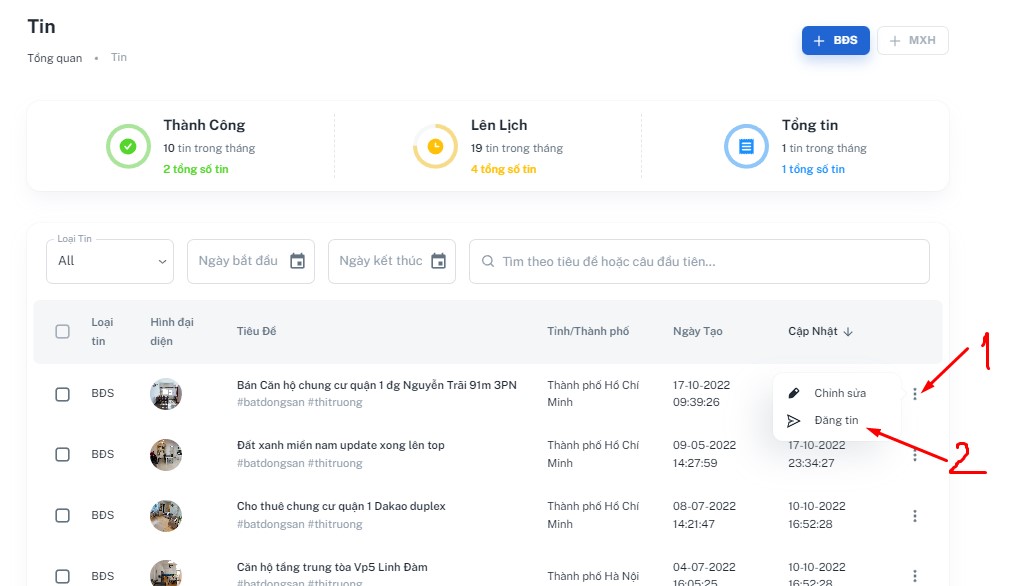 Tin
Tổng quan • Tin
+ BĐS
+ MXH
Thành Công
10 tin trong tháng
2 tổng số tin
Lên Lịch
19 tin trong tháng
4 tổng số tin
Tổng tin
1 tin trong tháng
1 tổng số tin
Loại Tin
All
Ngày bắt đầu
Ngày kết thúc
Tìm theo tiêu đề hoặc câu đầu tiên...
Loại
tin
Hình đại
diện
Tiêu Đề
Tỉnh/Thành phố
Ngày Tạo
Cập Nhật
1
BĐS
Bán Căn hộ chung cư quận 1 đg Nguyễn Trãi 91m 3PN
#batdongsan #thitruong
Thành phố Hồ Chí
Minh
17-10-2022
09:39:26
Chỉnh sửa
Đăng tin
2
BĐS
Đất xanh miền nam update xong lên top
#batdongsan #thitruong
Thành phố Hồ Chí
Minh
09-05-2022
14:27:59
17-10-2022
23:34:27
BĐS
Cho thuê chung cư quận 1 Dakao duplex
#batdongsan #thitruong
Thành phố Hồ Chí
Minh
08-07-2022
14:21:47
10-10-2022
16:52:28
BĐS
Căn hộ tầng trung tòa Vp5 Linh Đàm
#batdongsan #thitruong
Thành phố Hà Nội
04-07-2022
16:05:25
10-10-2022
16:52:28